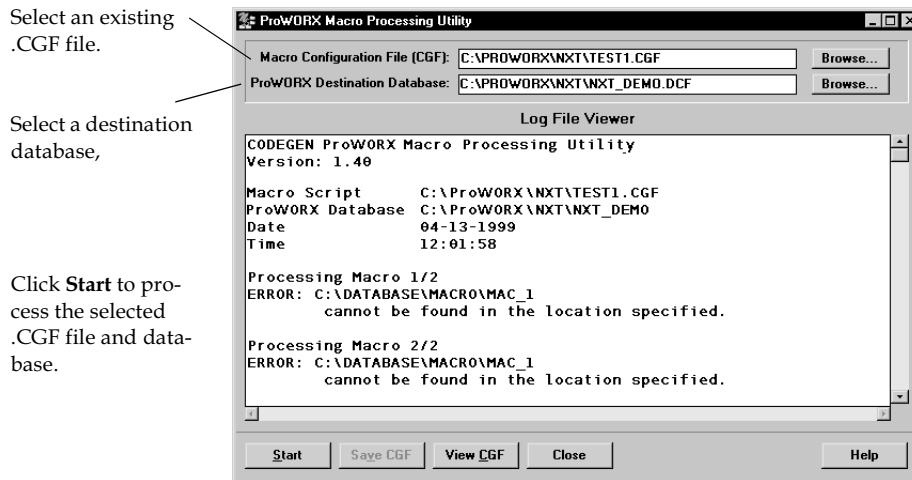 Select an existing
.CGF file.
Select a destination
database,
Click Start to pro-
cess the selected
.CGF file and data-
base.
ProWORX Macro Processing Utility
Macro Configuration File (CGF): C:\PROWORX\NXT\TEST1.CGF Browse...
ProWORX Destination Database: C:\PROWORX\NXT\NXT_DEMO.DCF Browse...
Log File Viewer
CODEGEN ProWORX Macro Processing Utility
Version: 1.40
Macro Script C:\ProWORX\NXT\TEST1.CGF
ProWORX Database C:\ProWORX\NXT\NXT_DEMO
Date 04-13-1999
Time 12:01:58
Processing Macro 1/2
ERROR: C:\DATABASE\MACRO\MAC_1
cannot be found in the location specified.
Processing Macro 2/2
ERROR: C:\DATABASE\MACRO\MAC_1
cannot be found in the location specified.
Start Save CGF View CGF Close Help